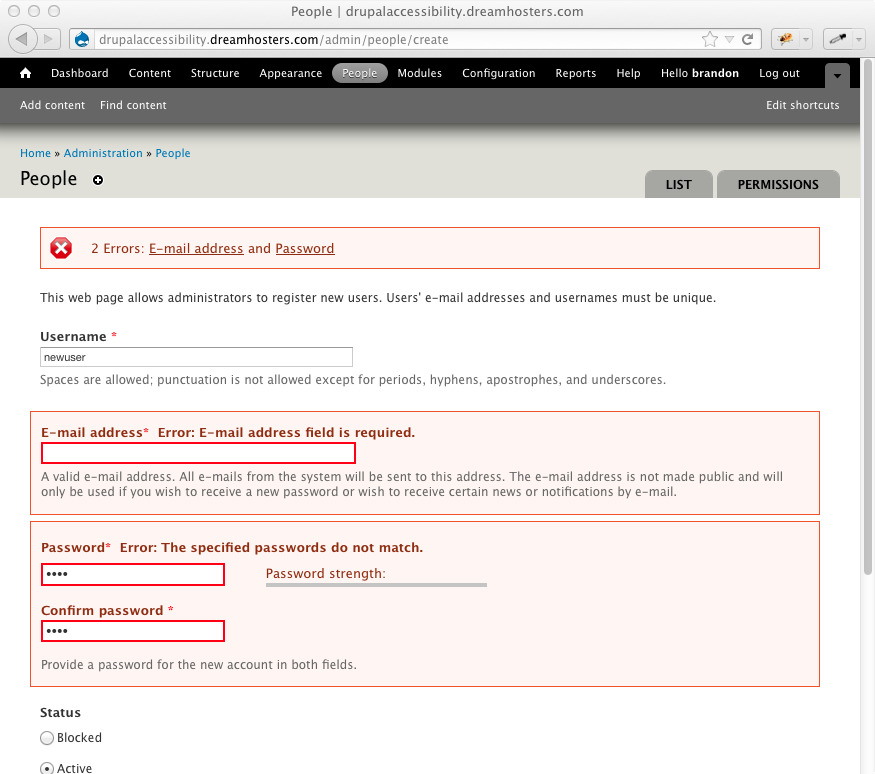 People | drupalaccessibility.dreamhosters.com
drupalaccessibility.dreamhosters.com/admin/people/create
Dashboard Content Structure Appearance People Modules Configuration Reports Help Hello brandon Log out
Add content Find content Edit shortcuts
Home » Administration » People
People
LIST PERMISSIONS
2 Errors: E-mail address and Password
This web page allows administrators to register new users. Users' e-mail addresses and usernames must be unique.
Username *
newuser
Spaces are allowed; punctuation is not allowed except for periods, hyphens, apostrophes, and underscores.
E-mail address* Error: E-mail address field is required.
A valid e-mail address. All e-mails from the system will be sent to this address. The e-mail address is not made public and will
only be used if you wish to receive a new password or wish to receive certain news or notifications by e-mail.
Password* Error: The specified passwords do not match.
•••• Password strength:
Confirm password *
••••
Provide a password for the new account in both fields.
Status
Blocked
Active